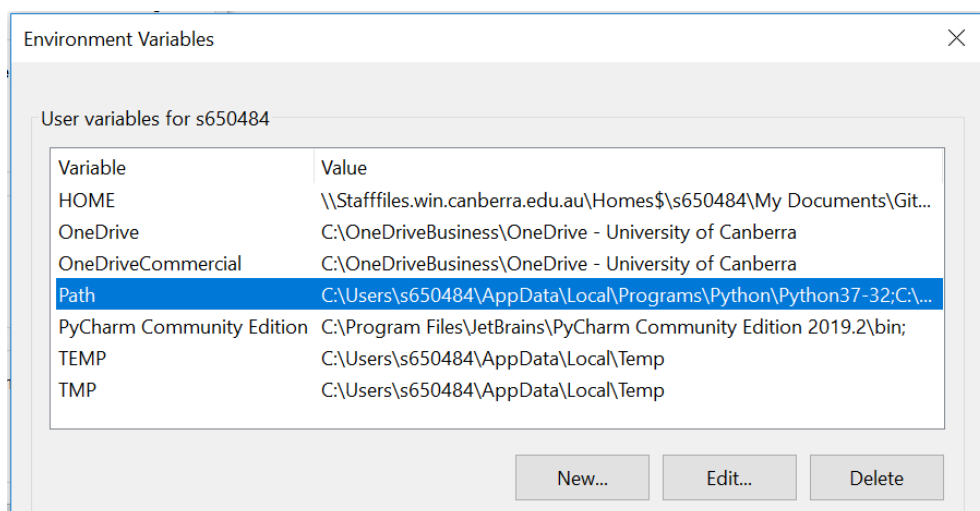 Environment Variables
User variables for s650484
Variable Value
HOME \\Stafffiles.win.canberra.edu.au\Homes$\s650484\My Documents\Git...
OneDrive C:\OneDriveBusiness\OneDrive - University of Canberra
OneDriveCommercial C:\OneDriveBusiness\OneDrive - University of Canberra
Path C:\Users\s650484\AppData\Local\Programs\Python\Python37-32;C:\...
PyCharm Community Edition C:\Program Files\JetBrains\PyCharm Community Edition 2019.2\bin;
TEMP C:\Users\s650484\AppData\Local\Temp
TMP C:\Users\s650484\AppData\Local\Temp
New... Edit... Delete